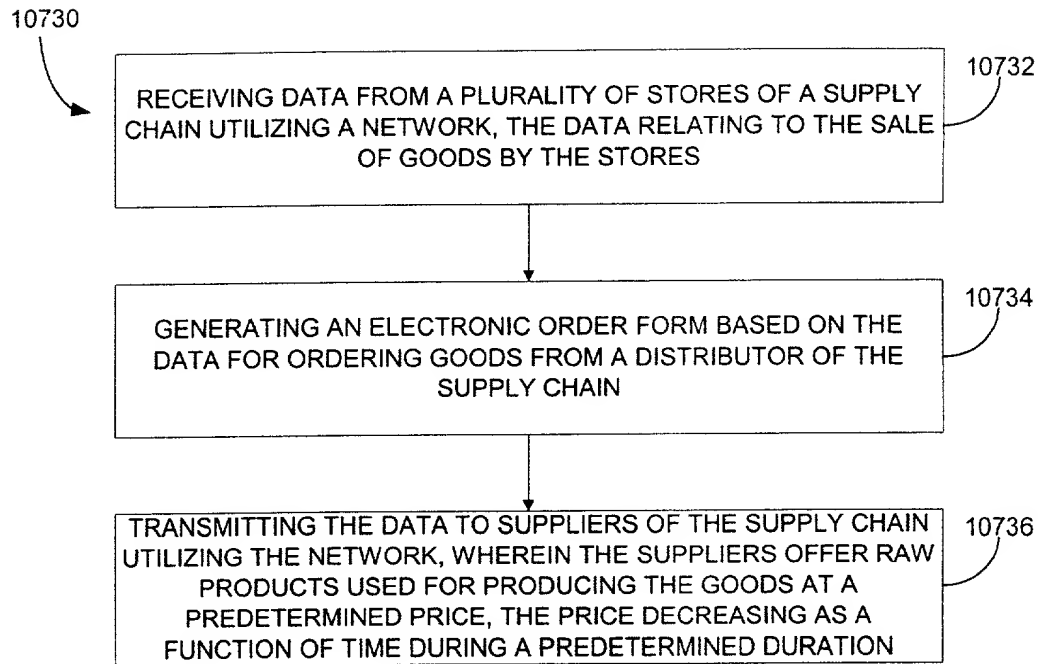 10730
10732
RECEIVING DATA FROM A PLURALITY OF STORES OF A SUPPLY
CHAIN UTILIZING A NETWORK, THE DATA RELATING TO THE SALE
OF GOODS BY THE STORES
10734
GENERATING AN ELECTRONIC ORDER FORM BASED ON THE
DATA FOR ORDERING GOODS FROM A DISTRIBUTOR OF THE
SUPPLY CHAIN
10736
TRANSMITTING THE DATA TO SUPPLIERS OF THE SUPPLY CHAIN
UTILIZING THE NETWORK, WHEREIN THE SUPPLIERS OFFER RAW
PRODUCTS USED FOR PRODUCING THE GOODS AT A
PREDETERMINED PRICE, THE PRICE DECREASING AS A
FUNCTION OF TIME DURING A PREDETERMINED DURATION